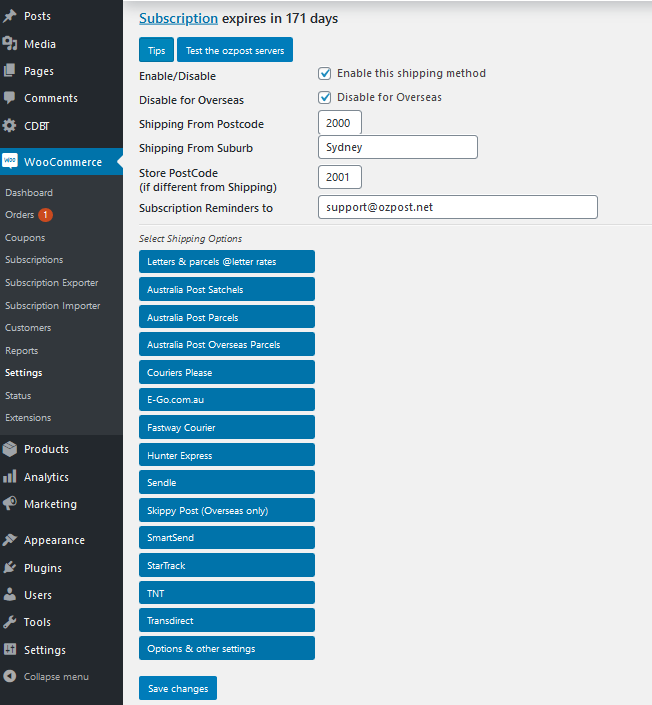 Posts
Media
Pages
Comments
CDBT
woo WooCommerce
Dashboard
Orders 1
Coupons
Subscriptions
Subscription Exporter
Subscription Importer
Customers
Reports
Settings
Status
Extensions
Products
Analytics
Marketing
Appearance
Plugins
Users
Tools
Settings
Collapse menu
Subscription expires in 171 days
Tips Test the ozpost servers
Enable/Disable Enable this shipping method
Disable for Overseas Disable for Overseas
Shipping From Postcode 2000
Shipping From Suburb Sydney
Store PostCode
(if different from Shipping) 2001
Subscription Reminders to support@ozpost.net
Select Shipping Options
Letters & parcels @letter rates
Australia Post Satchels
Australia Post Parcels
Australia Post Overseas Parcels
Couriers Please
E-Go.com.au
Fastway Courier
Hunter Express
Sendle
Skippy Post (Overseas only)
SmartSend
StarTrack
TNT
Transdirect
Options & other settings
Save changes